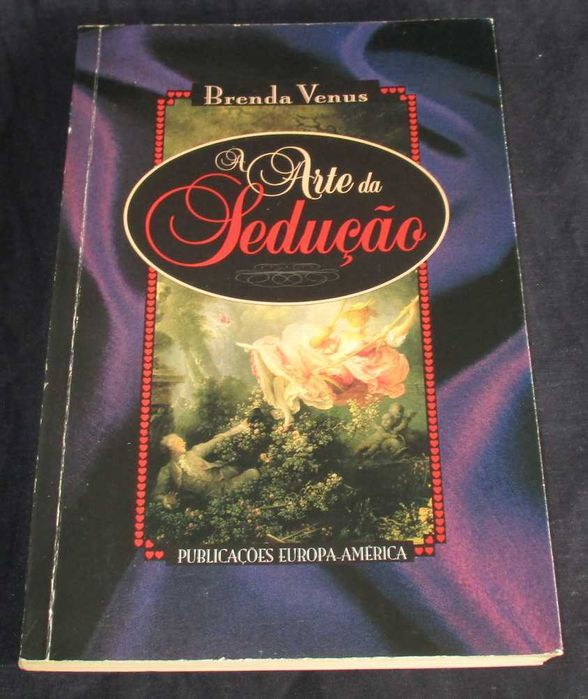 Brenda Venus
A Arte da
Sedução
PUBLICAÇÕES EUROPA-AMÉRICA